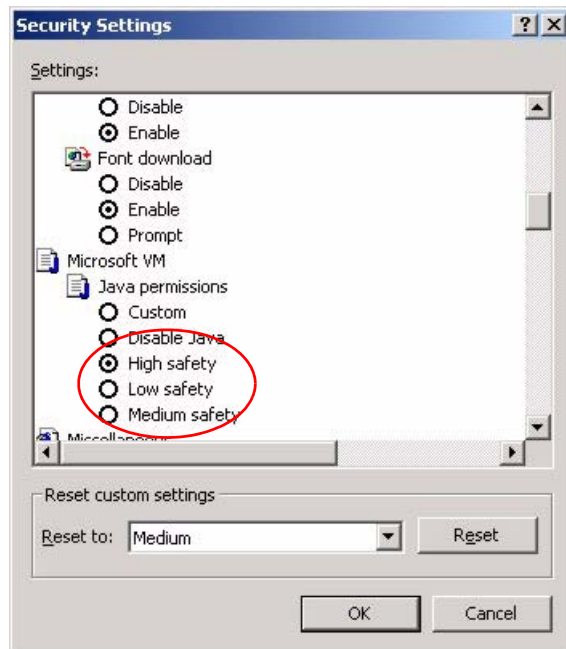 Security Settings
Settings:
Disable
Enable
Font download
Disable
Enable
Prompt
Microsoft VM
Java permissions
Custom
Disable Java
High safety
Low safety
Medium safety
Miscellaneous
Reset custom settings
Reset to: Medium Reset
OK Cancel